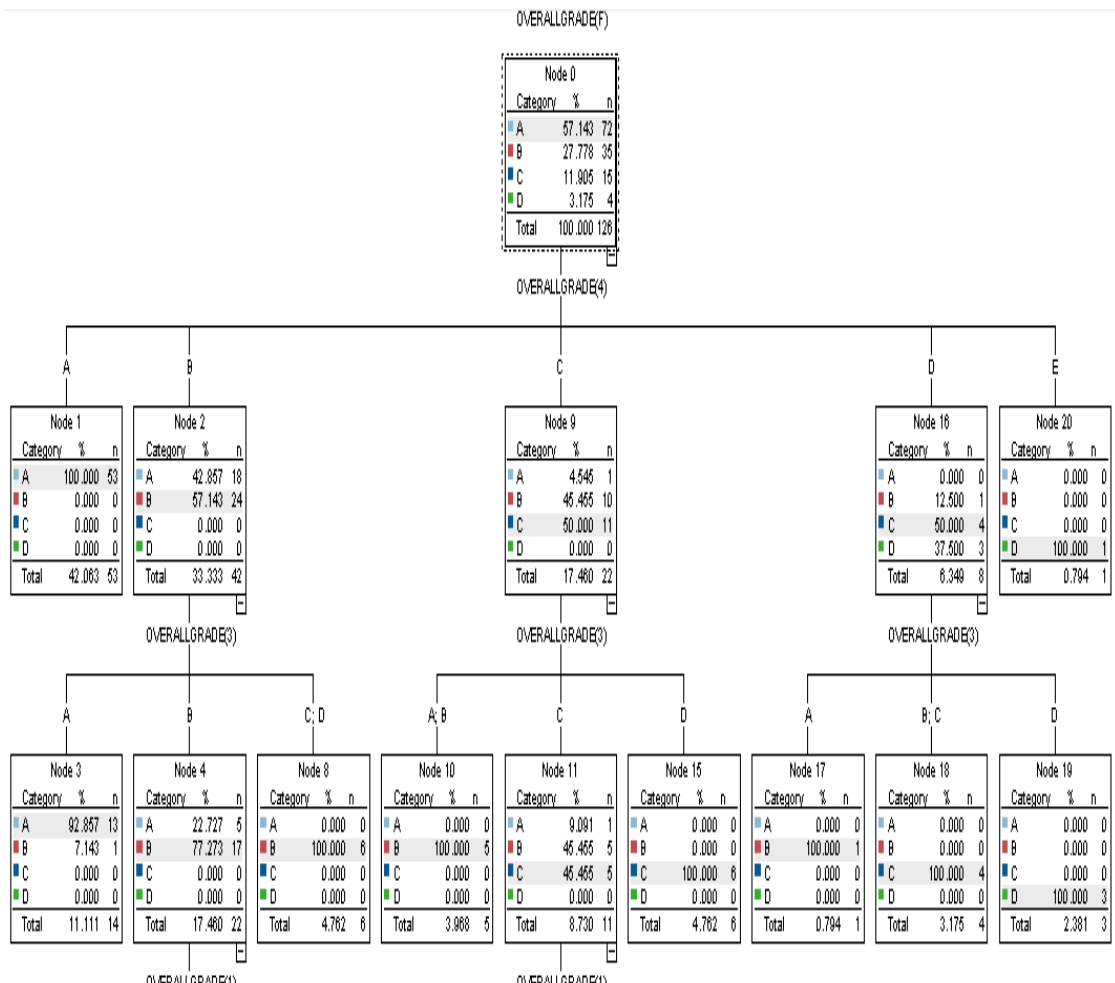 OVERALLGRADE(F)
Node 0
Category % n
A 57.143 72
B 27.778 35
C 11.905 15
D 3.175 4
Total 100.000 126
OVERALLGRADE(4)
A
B
C
D
E
Node 1
Category % n
A 100.000 53
B 0.000 0
C 0.000 0
D 0.000 0
Total 42.063 53
Node 2
Category % n
A 42.857 18
B 57.143 24
C 0.000 0
D 0.000 0
Total 33.333 42
Node 9
Category % n
A 4.545 1
B 45.455 10
C 50.000 11
D 0.000 0
Total 17.460 22
Node 16
Category % n
A 0.000 0
B 12.500 1
C 50.000 4
D 37.500 3
Total 6.349 8
Node 20
Category % n
A 0.000 0
B 0.000 0
C 0.000 0
D 100.000 1
Total 0.794 1
OVERALLGRADE(3)
OVERALLGRADE(3)
OVERALLGRADE(3)
A
B
C; D
A; B
C
D
A
B; C
D
Node 3
Category % n
A 92.857 13
B 7.143 1
C 0.000 0
D 0.000 0
Total 11.111 14
Node 4
Category % n
A 22.727 5
B 77.273 17
C 0.000 0
D 0.000 0
Total 17.460 22
Node 8
Category % n
A 0.000 0
B 100.000 6
C 0.000 0
D 0.000 0
Total 4.762 6
Node 10
Category % n
A 0.000 0
B 100.000 5
C 0.000 0
D 0.000 0
Total 3.968 5
Node 11
Category % n
A 9.091 1
B 45.455 5
C 45.455 5
D 0.000 0
Total 8.730 11
Node 15
Category % n
A 0.000 0
B 0.000 0
C 100.000 6
D 0.000 0
Total 4.762 6
Node 17
Category % n
A 0.000 0
B 100.000 1
C 0.000 0
D 0.000 0
Total 0.794 1
Node 18
Category % n
A 0.000 0
B 0.000 0
C 100.000 4
D 0.000 0
Total 3.175 4
Node 19
Category % n
A 0.000 0
B 0.000 0
C 0.000 0
D 100.000 3
Total 2.381 3
OVERALLGRADE(1)
OVERALLGRADE(1)